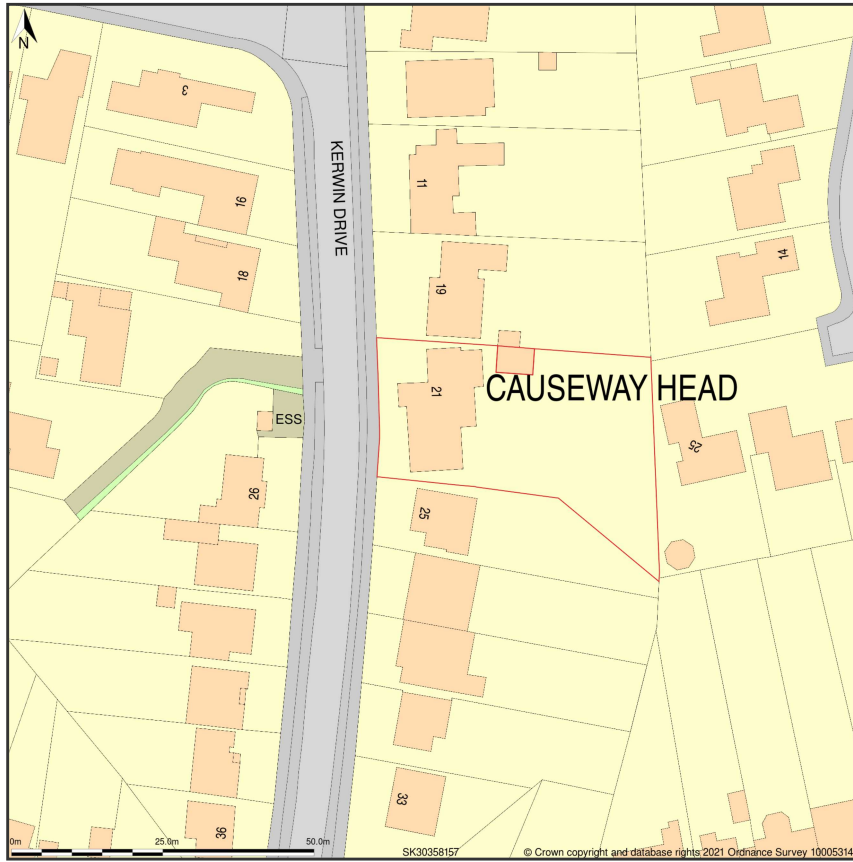 N
3
KERWIN DRIVE
11
16
14
18
19
21
CAUSEWAY HEAD
ESS
25
26
25
33
36
0m
25.0m
50.0m
SK30358157
© Crown copyright and database rights 2021 Ordnance Survey 10005314